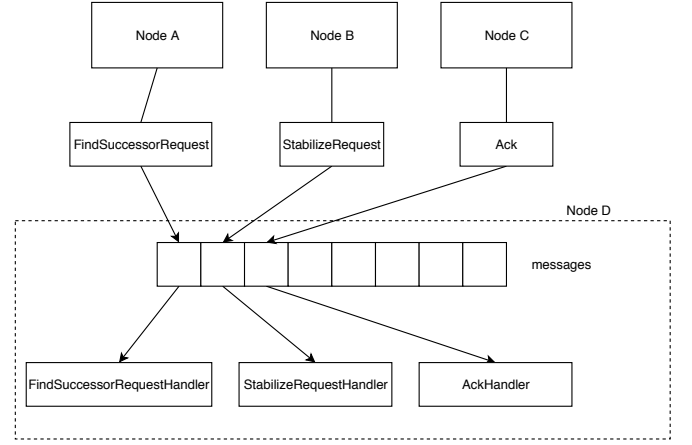 Node A
Node B
Node C
FindSuccessorRequest
StabilizeRequest
Ack
Node D
messages
FindSuccessorRequestHandler
StabilizeRequestHandler
AckHandler